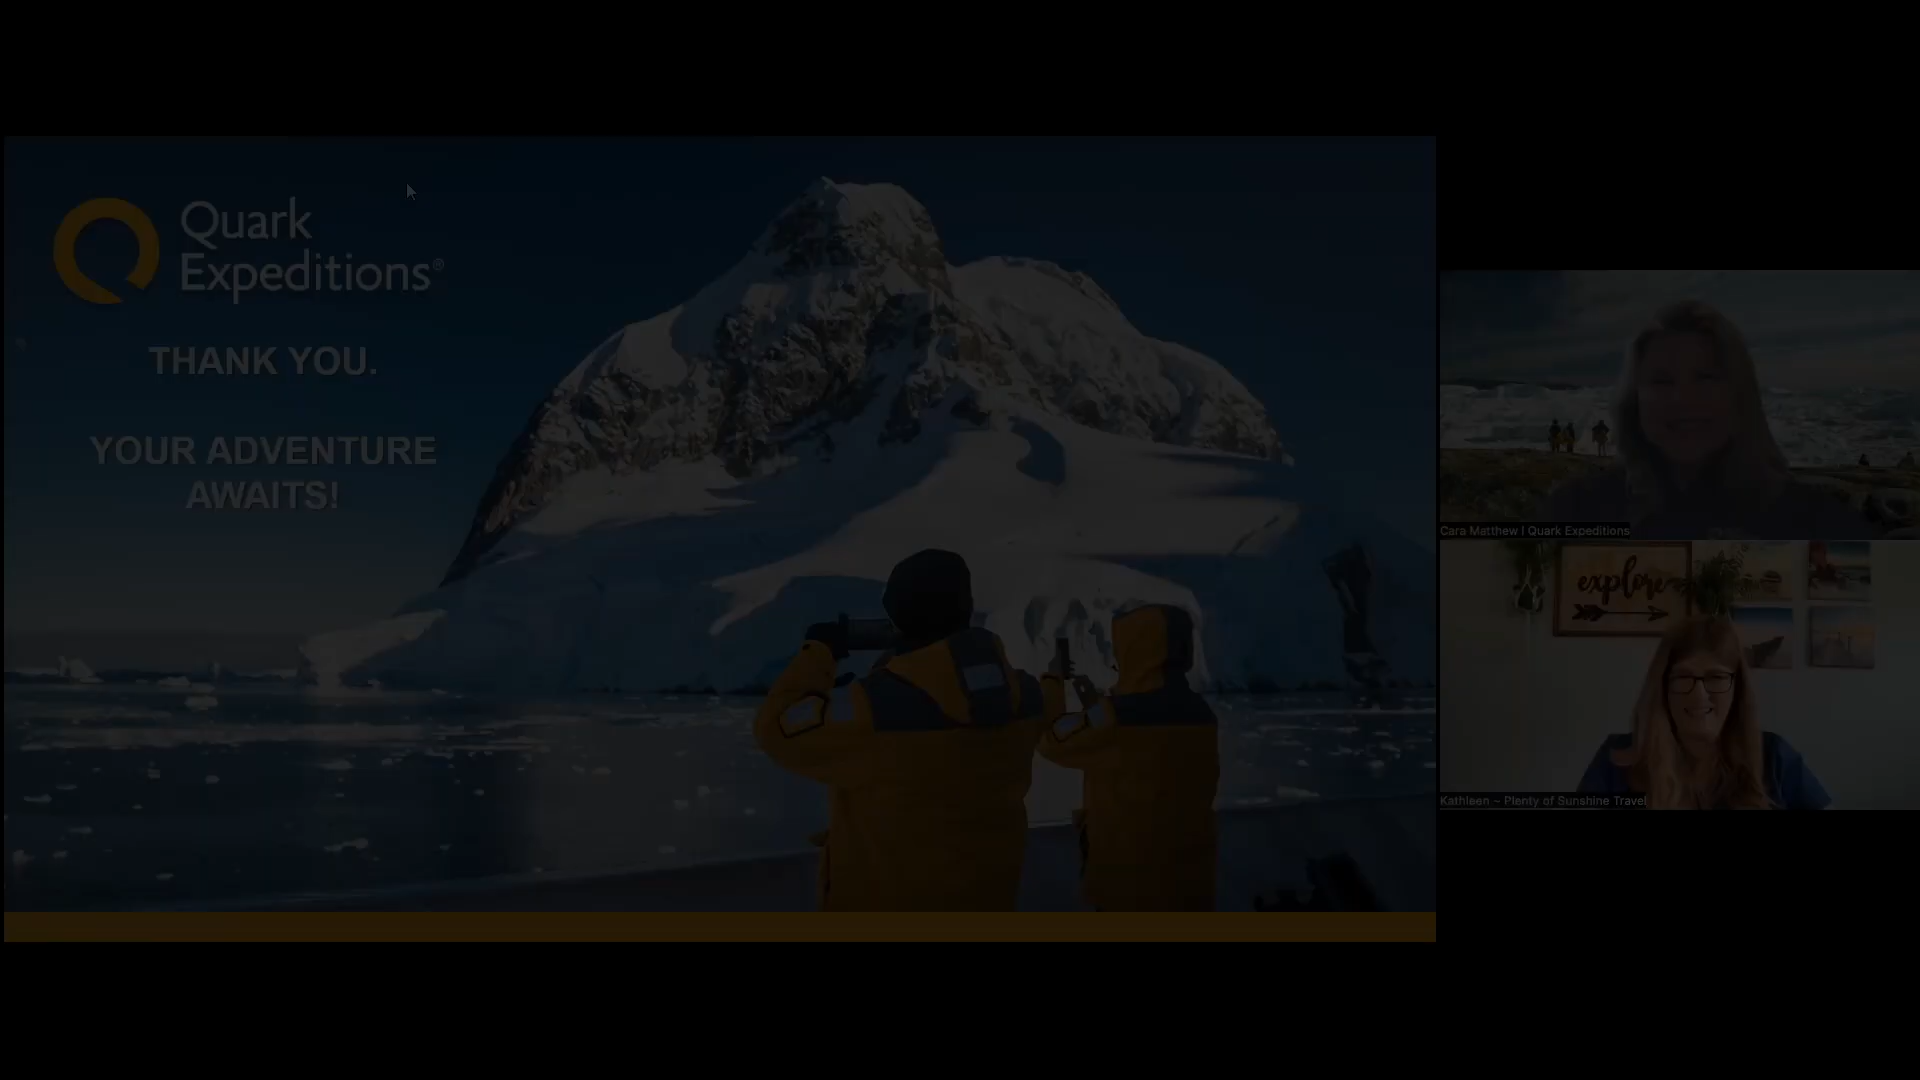 Quark
Expeditions®
THANK YOU.
YOUR ADVENTURE
AWAITS!
Cara Matthew | Quark Expeditions
explore
Kathleen ~ Plenty of Sunshine Travel